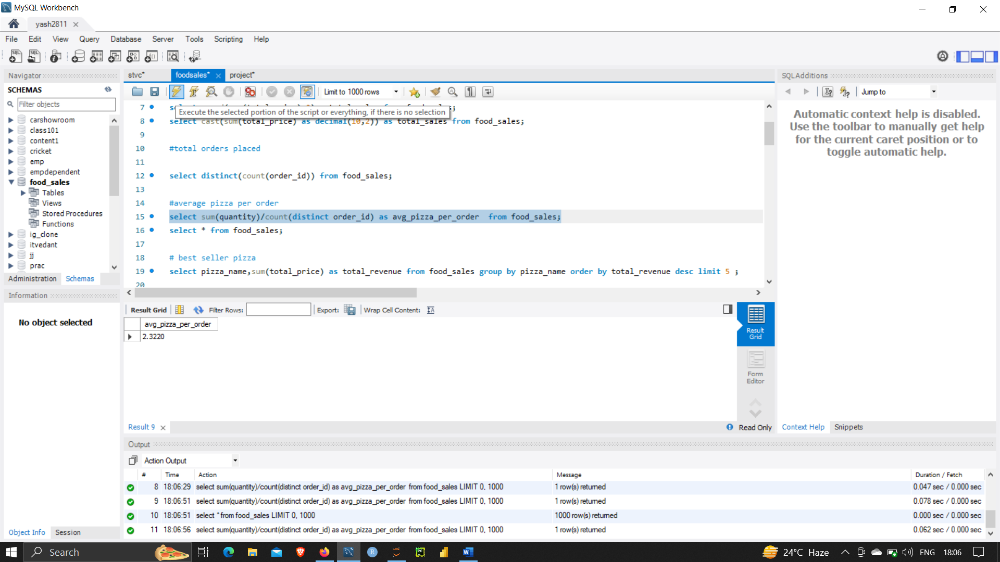 MySQL Workbench
yash2811
File Edit View Query Database Server Tools Scripting Help
Navigator
SCHEMAS
Filter objects
carshowroom
class101
content1
cricket
emp
empdependent
food_sales
Tables
Views
Stored Procedures
Functions
ig_clone
itvedant
jj
prac
Administration Schemas
Information
No object selected
Object Info Session
stvc* foodsales* project*
Limit to 1000 rows
Execute the selected portion of the script or everything, if there is no selection
7
8 select cast(sum(total_price) as decimal(10,2)) as total_sales from food_sales;
9
10 #total orders placed
11
12 select distinct(count(order_id)) from food_sales;
13
14 #average pizza per order
15 select sum(quantity)/count(distinct order_id) as avg_pizza_per_order  from food_sales;
16 select * from food_sales;
17
18 # best seller pizza
19 select pizza_name,sum(total_price) as total_revenue from food_sales group by pizza_name order by total_revenue desc limit 5 ;
20
Result Grid Filter Rows: Export: Wrap Cell Content:
avg_pizza_per_order
2.3220
Result Grid
Form Editor
Result 9
Read Only
SQLAdditions
Jump to
Automatic context help is disabled.
Use the toolbar to manually get help
for the current caret position or to
toggle automatic help.
Context Help Snippets
Output
Action Output
# Time Action Message Duration / Fetch
8 18:06:29 select sum(quantity)/count(distinct order_id) as avg_pizza_per_order from food_sales LIMIT 0, 1000 1 row(s) returned 0.047 sec / 0.000 sec
9 18:06:51 select sum(quantity)/count(distinct order_id) as avg_pizza_per_order from food_sales LIMIT 0, 1000 1 row(s) returned 0.078 sec / 0.000 sec
10 18:06:51 select * from food_sales LIMIT 0, 1000 1000 row(s) returned 0.000 sec / 0.000 sec
11 18:06:56 select sum(quantity)/count(distinct order_id) as avg_pizza_per_order from food_sales LIMIT 0, 1000 1 row(s) returned 0.062 sec / 0.000 sec
Search
24°C Haze
ENG
18:06